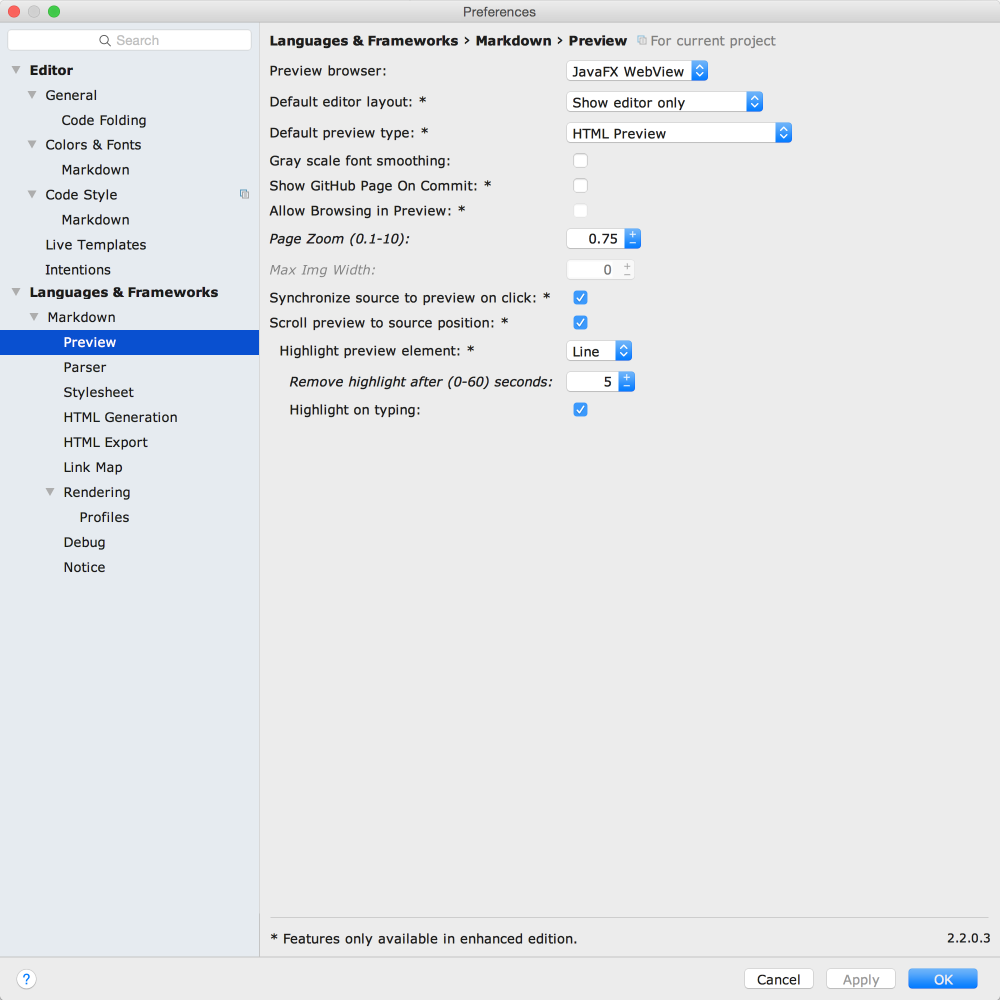 Preferences
Search
Editor
General
Code Folding
Colors & Fonts
Markdown
Code Style
Markdown
Live Templates
Intentions
Languages & Frameworks
Markdown
Preview
Parser
Stylesheet
HTML Generation
HTML Export
Link Map
Rendering
Profiles
Debug
Notice
Languages & Frameworks › Markdown › Preview For current project
Preview browser: JavaFX WebView
Default editor layout: * Show editor only
Default preview type: * HTML Preview
Gray scale font smoothing:
Show GitHub Page On Commit: *
Allow Browsing in Preview: *
Page Zoom (0.1-10): 0.75
Max Img Width: 0
Synchronize source to preview on click: *
Scroll preview to source position: *
Highlight preview element: * Line
Remove highlight after (0-60) seconds: 5
Highlight on typing:
* Features only available in enhanced edition. 2.2.0.3
? Cancel Apply OK